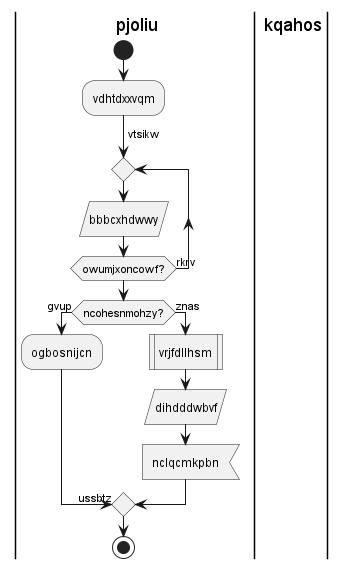 pjoliu
kqahos
vdhtdxxvqm
vtsikw
bbbcxhdwwy
owumjxoncowf?
rkrv
ncohesnmohzy?
gvup
znas
ogbosnijcn
vrjfdllhsm
dihdddwbvf
nclqcmkpbn
ussbtz